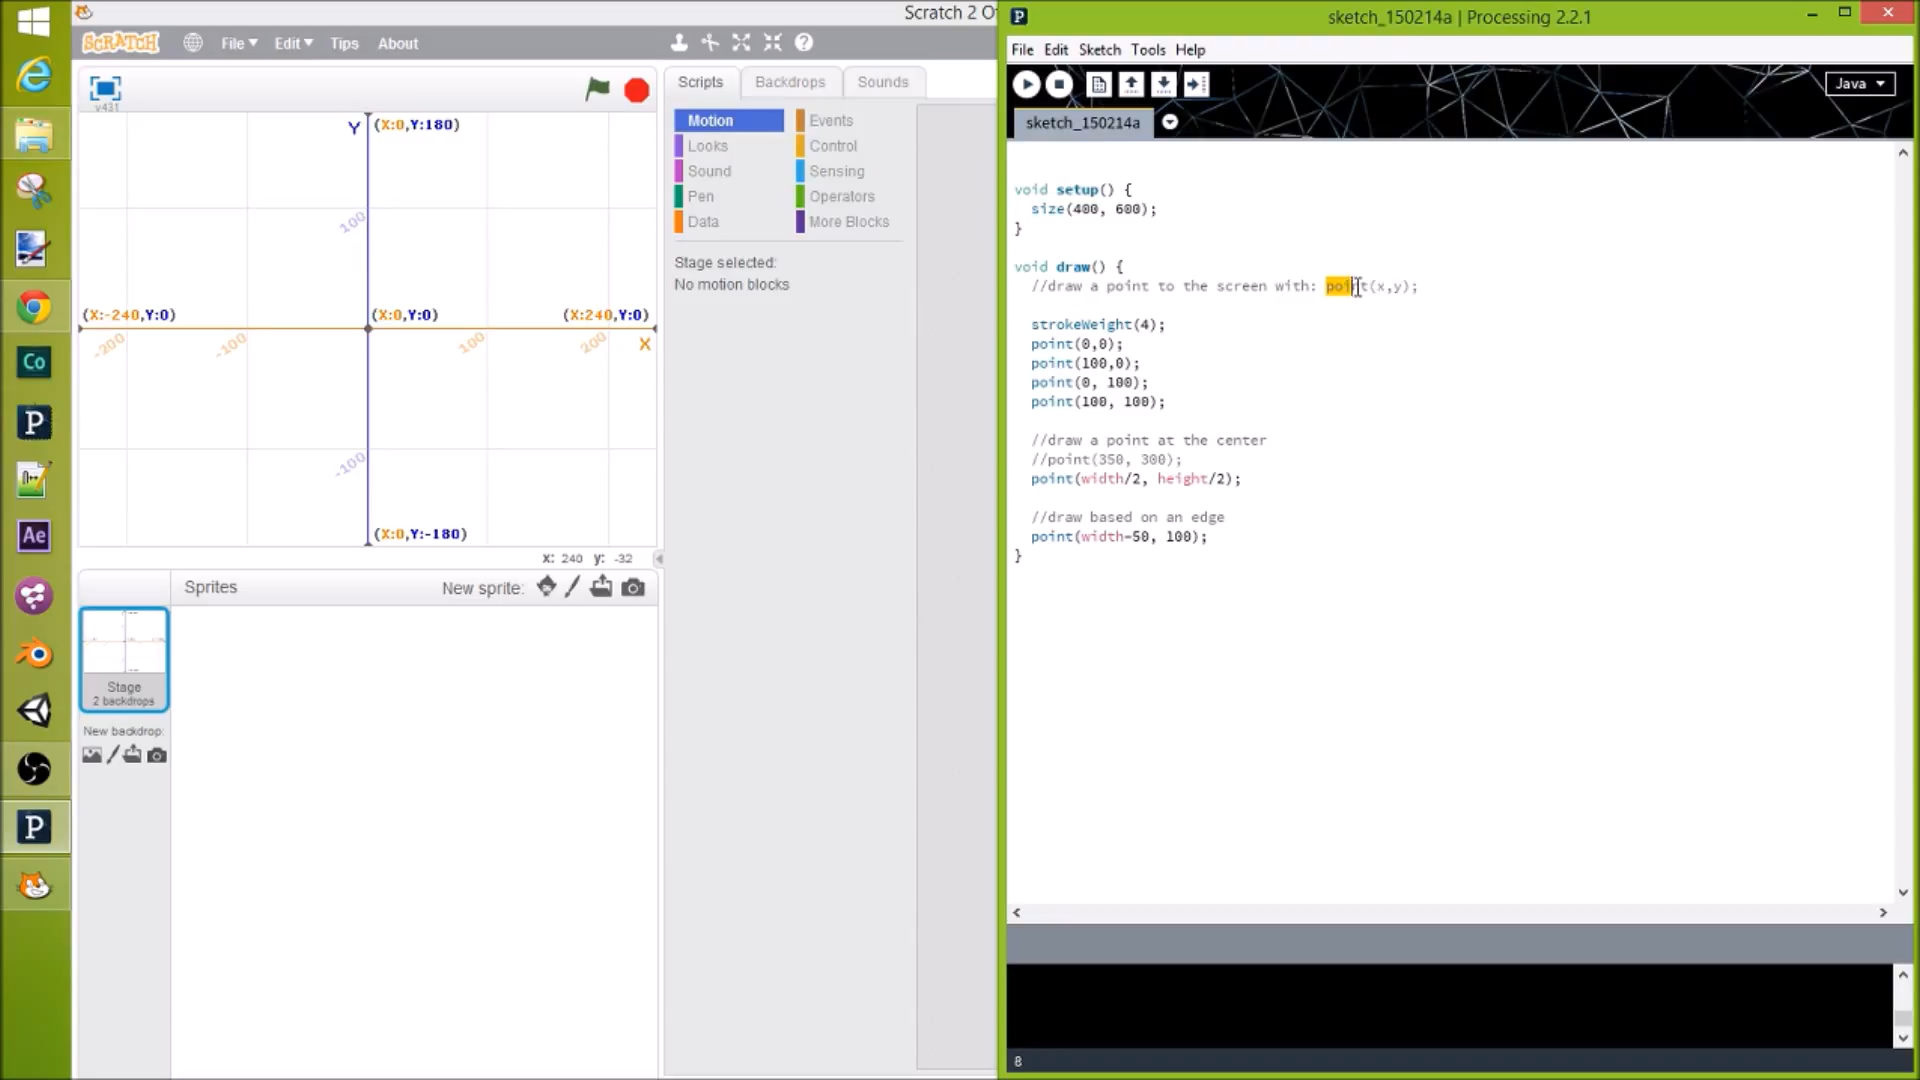 Scratch 2 Of
SCRATCH
File▾ Edit▾ Tips About
v431
Y (X:0,Y:180)
100
(X:-240,Y:0) (X:0,Y:0) (X:240,Y:0)
-200 -100 100 200 X
-100
(X:0,Y:-180)
x: 240 y: -32
Sprites New sprite:
Stage
2 backdrops
New backdrop:
Scripts Backdrops Sounds
Motion Events
Looks Control
Sound Sensing
Pen Operators
Data More Blocks
Stage selected:
No motion blocks
Co
P
Ae
P
P sketch_150214a | Processing 2.2.1
File Edit Sketch Tools Help
Java ▾
sketch_150214a
void setup() {
size(400, 600);
}
void draw() {
//draw a point to the screen with: point(x,y);
strokeWeight(4);
point(0,0);
point(100,0);
point(0, 100);
point(100, 100);
//draw a point at the center
//point(350, 300);
point(width/2, height/2);
//draw based on an edge
point(width-50, 100);
}
8